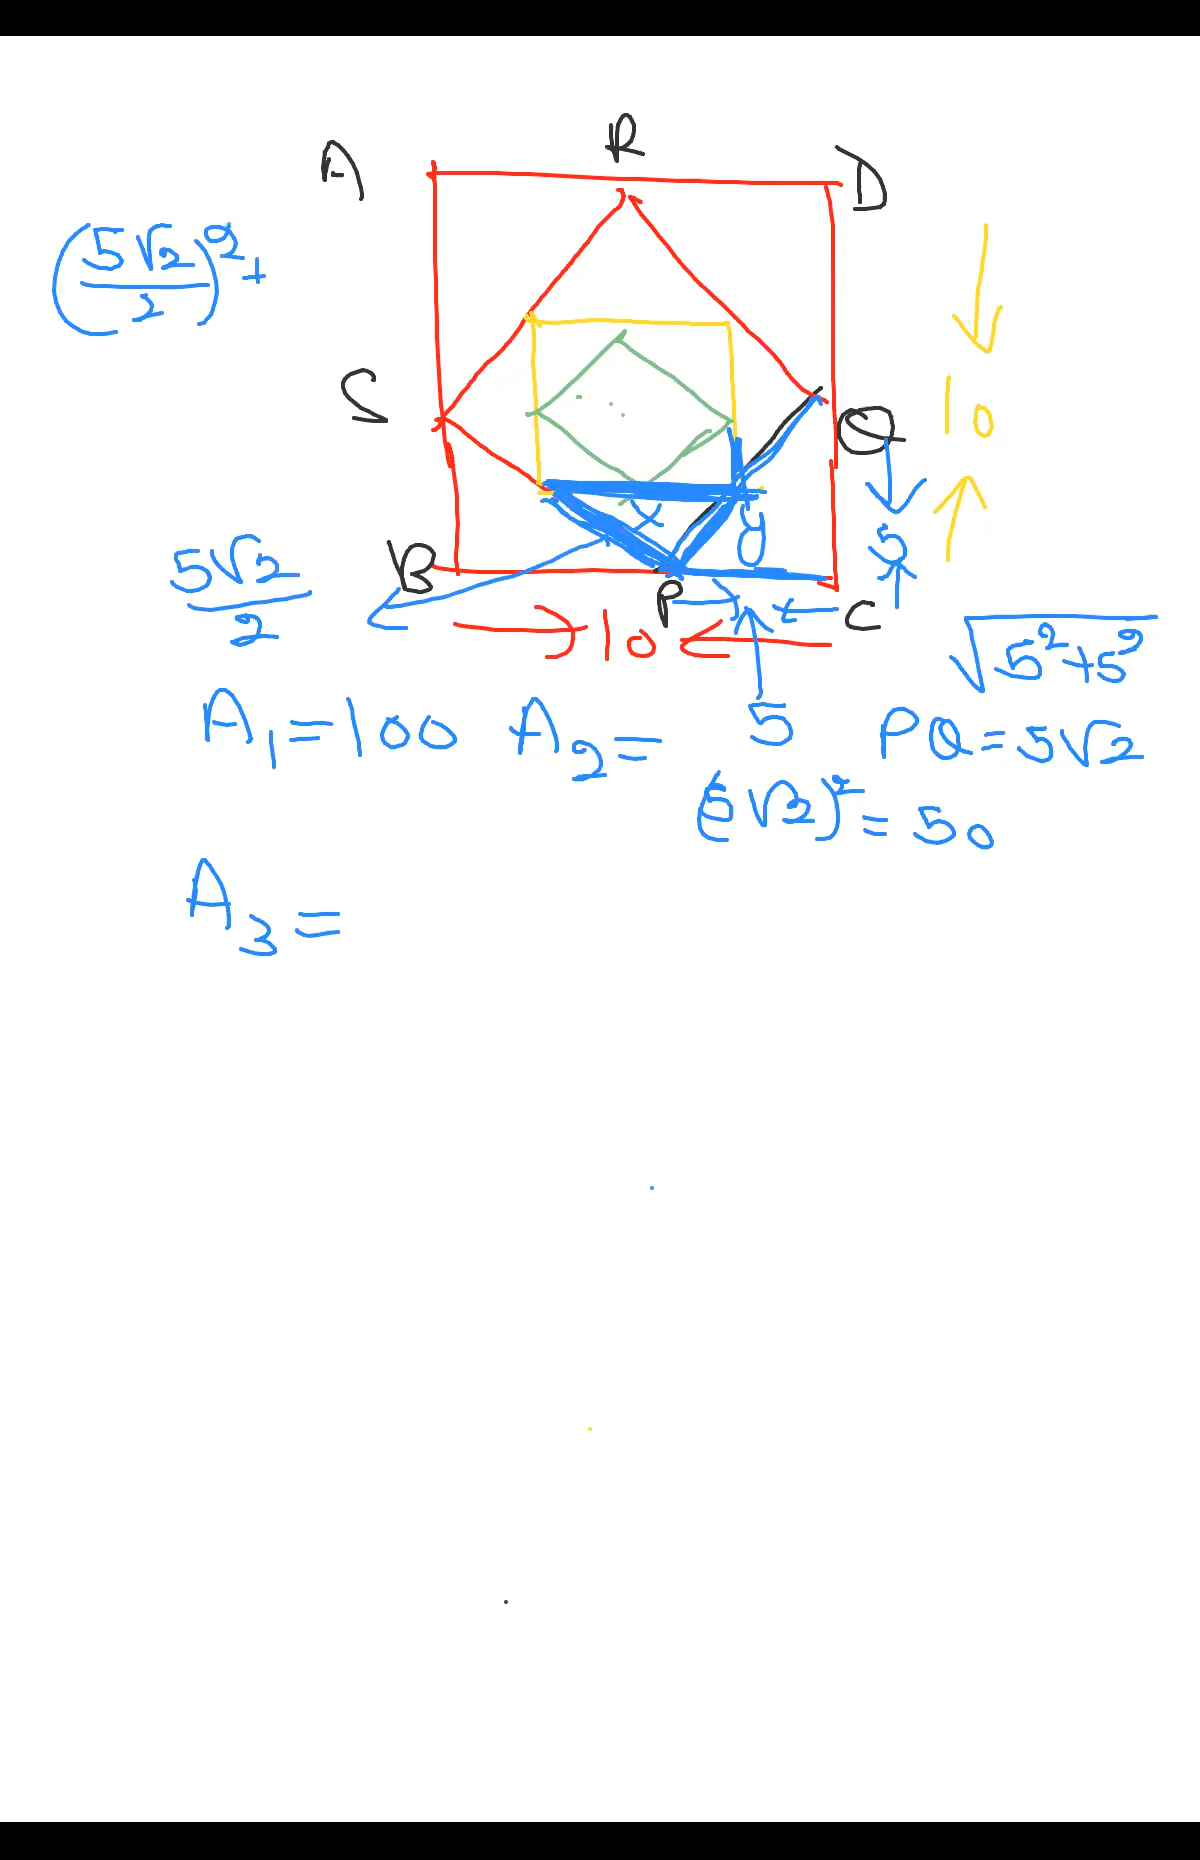 R
A
D
(5√2/2)² +
S
Q
10
x
y
5
B
P
t
C
5√2/2
10
√5²+5²
A₁=100 A₂=
5
PQ=5√2
(5√2)²=50
A₃=